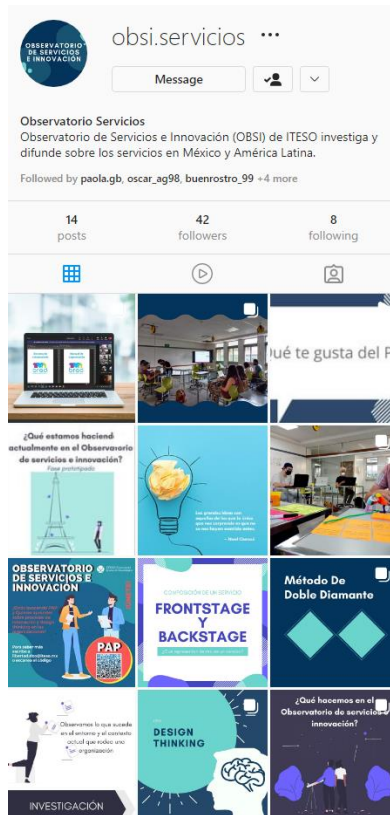 obsi.servicios
OBSERVATORIO
DE SERVICIOS
E INNOVACIÓN
Message
Observatorio Servicios
Observatorio de Servicios e Innovación (OBSI) de ITESO investiga y
difunde sobre los servicios en México y América Latina.
Followed by paola.gb, oscar_ag98, buenrostro_99 +4 more
14
posts
42
followers
8
following
ué te gusta del P
¿Qué estamos haciend
actualmente en el Observatorio
de servicios e innovación?
Fase prototipado
OBSERVATORIO
DE SERVICIOS E
INNOVACIÓN
PAP
COMPOSICIÓN DE UN SERVICIO
FRONTSTAGE
Y
BACKSTAGE
Método De
Doble Diamante
Observamos lo que sucede
en el entorno y el contexto
actual que rodea una
organización
INVESTIGACIÓN
DESIGN
THINKING
¿Qué hacemos en el
Observatorio de servicios e
innovación?